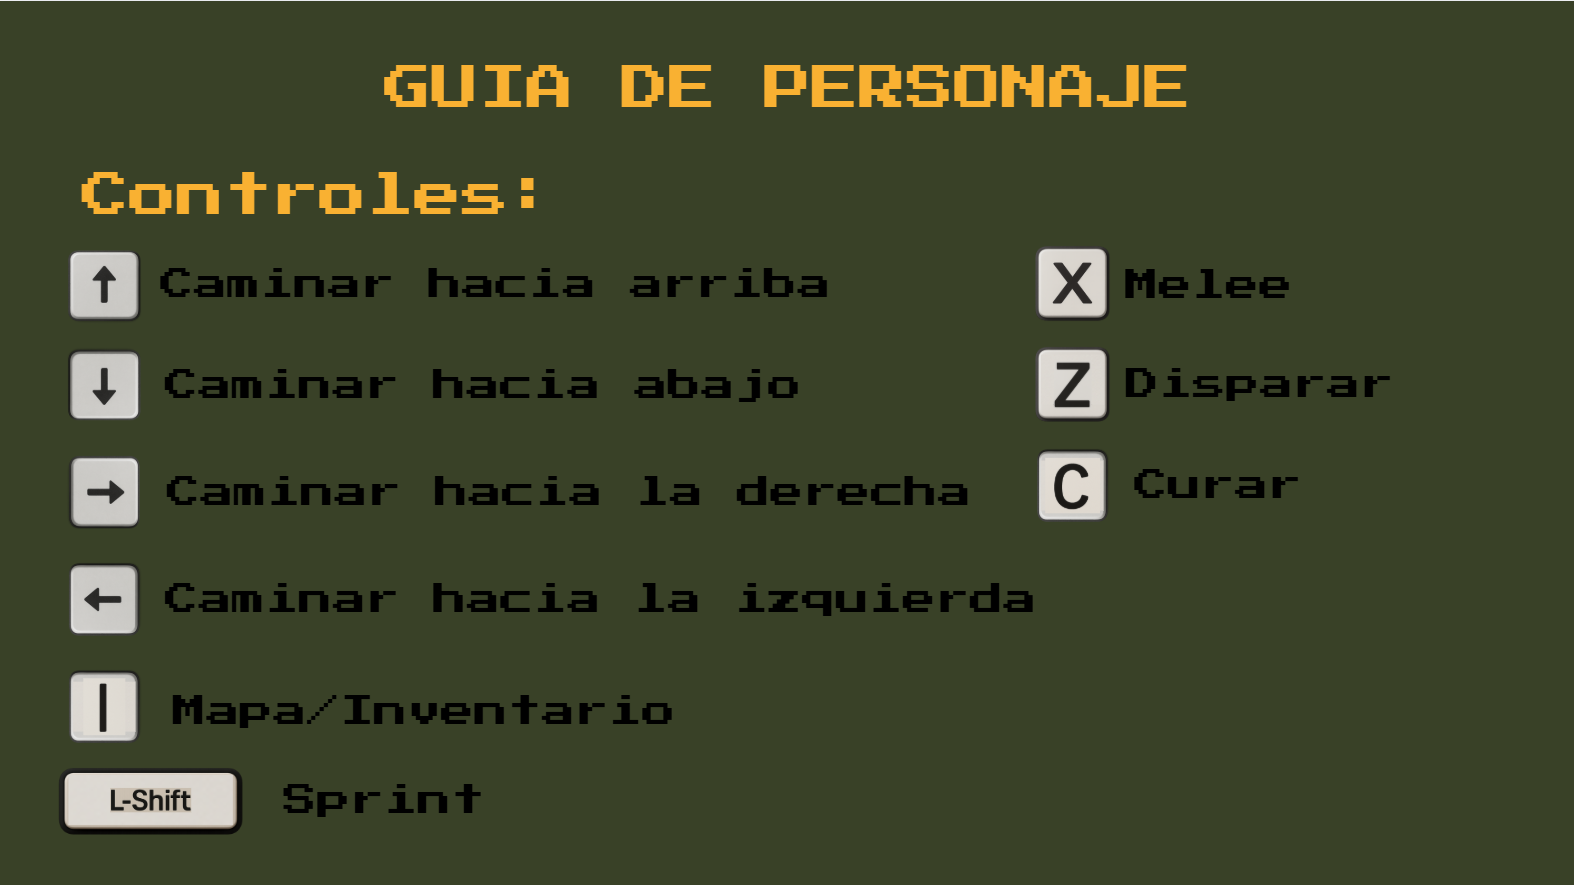 GUIA DE PERSONAJE
Controles:
↑ Caminar hacia arriba
↓ Caminar hacia abajo
→ Caminar hacia la derecha
← Caminar hacia la izquierda
| Mapa/Inventario
L-Shift Sprint
X Melee
Z Disparar
C Curar